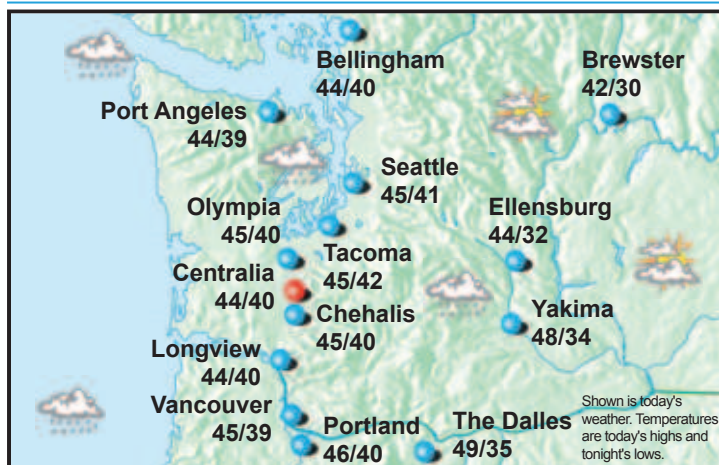 Bellingham
44/40
Brewster
42/30
Port Angeles
44/39
Seattle
45/41
Olympia
45/40
Ellensburg
44/32
Tacoma
45/42
Centralia
44/40
Chehalis
45/40
Yakima
48/34
Longview
44/40
Vancouver
45/39
Portland
46/40
The Dalles
49/35
Shown is today's
weather. Temperatures
are today's highs and
tonight's lows.